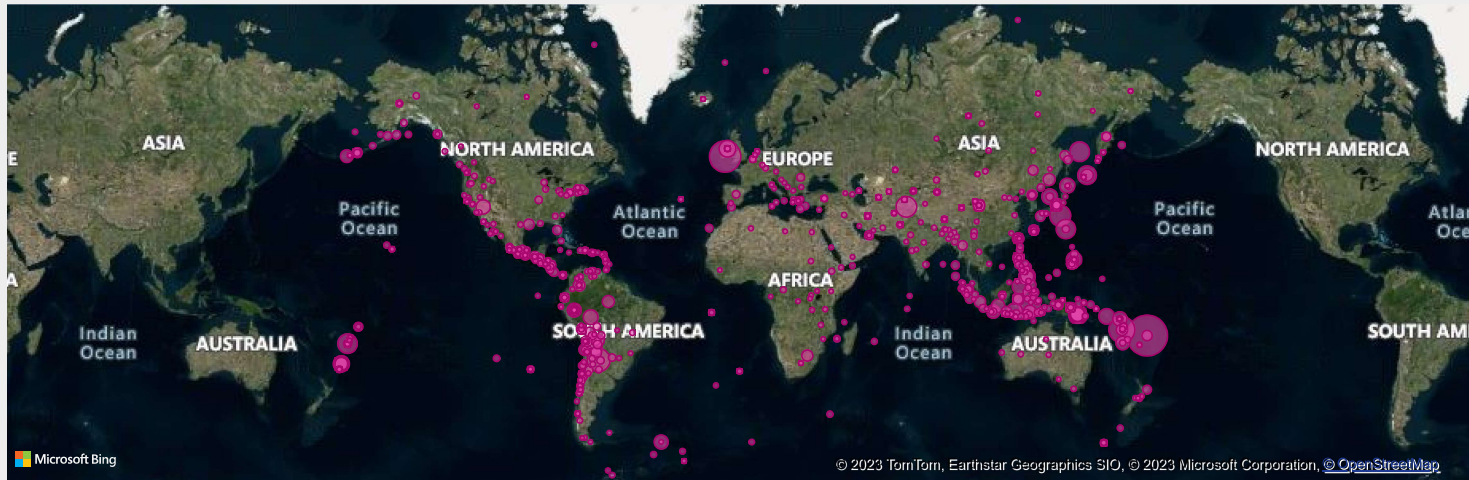 ASIA
NORTH AMERICA
EUROPE
ASIA
NORTH AMERICA
E
Pacific
Ocean
Atlantic
Ocean
Pacific
Ocean
Atlan
Oce
A
AFRICA
Indian
Ocean
AUSTRALIA
SOUTH AMERICA
Indian
Ocean
AUSTRALIA
SOUTH AM
Microsoft Bing
© 2023 TomTom, Earthstar Geographics SIO, © 2023 Microsoft Corporation, © OpenStreetMap